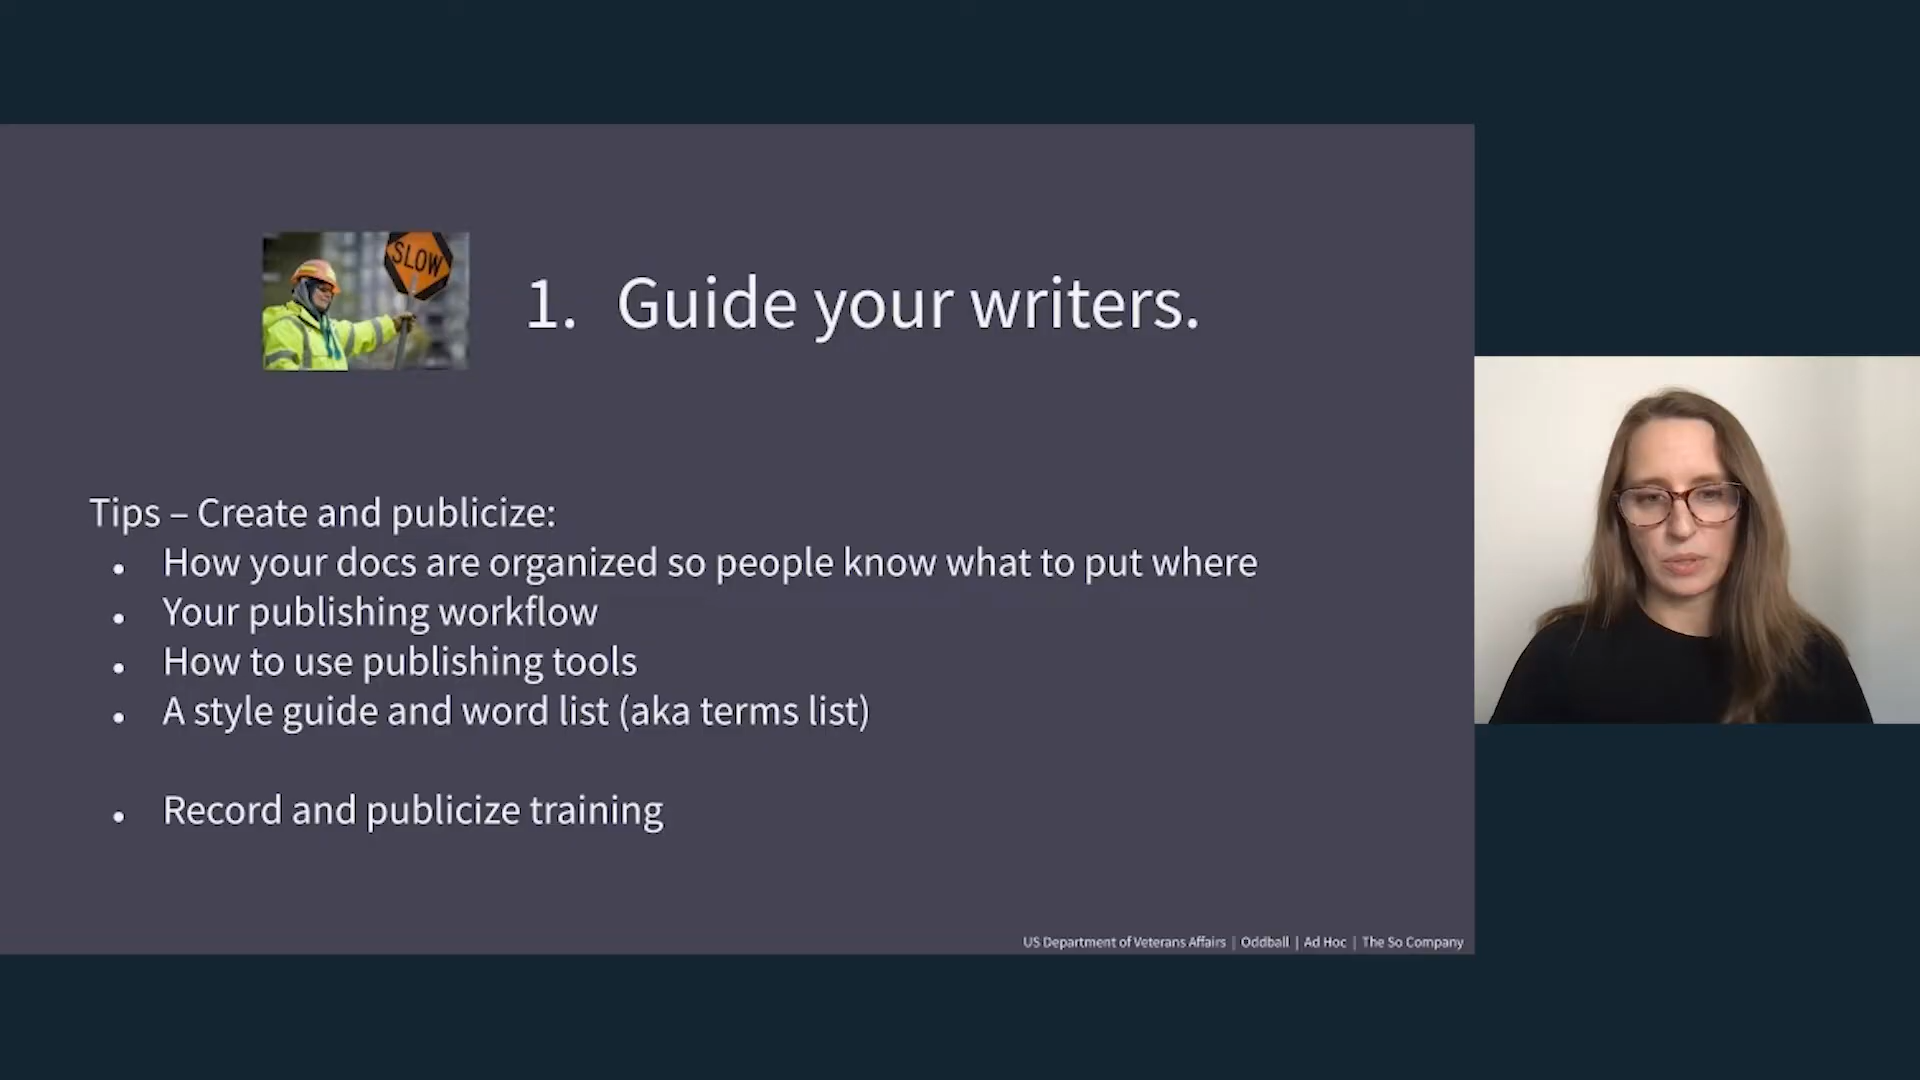 SLOW
1. Guide your writers.
Tips – Create and publicize:
• How your docs are organized so people know what to put where
• Your publishing workflow
• How to use publishing tools
• A style guide and word list (aka terms list)
• Record and publicize training
US Department of Veterans Affairs | Oddball | Ad Hoc | The So Company